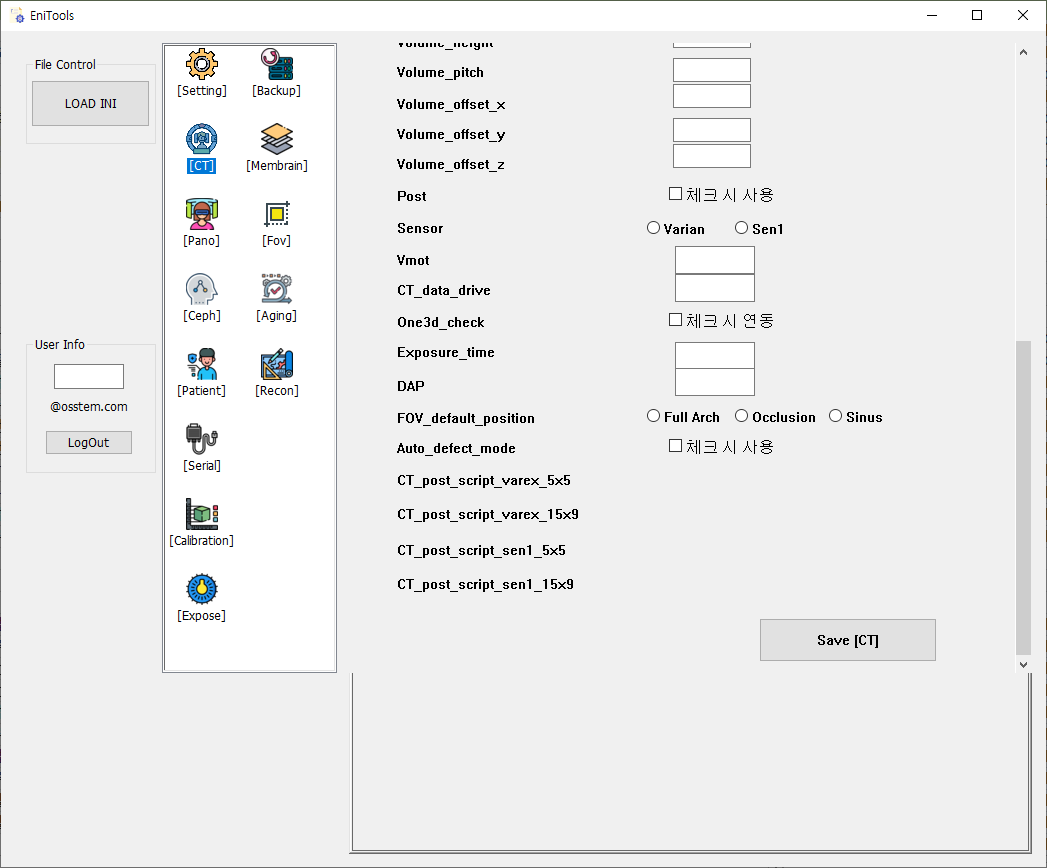 EniTools
File Control
LOAD INI
User Info
@osstem.com
LogOut
[Setting] [Backup]
[CT] [Membrain]
[Pano] [Fov]
[Ceph] [Aging]
[Patient] [Recon]
[Serial]
[Calibration]
[Expose]
Volume_height
Volume_pitch
Volume_offset_x
Volume_offset_y
Volume_offset_z
Post 체크 시 사용
Sensor Varian Sen1
Vmot
CT_data_drive
One3d_check 체크 시 연동
Exposure_time
DAP
FOV_default_position Full Arch Occlusion Sinus
Auto_defect_mode 체크 시 사용
CT_post_script_varex_5x5
CT_post_script_varex_15x9
CT_post_script_sen1_5x5
CT_post_script_sen1_15x9
Save [CT]